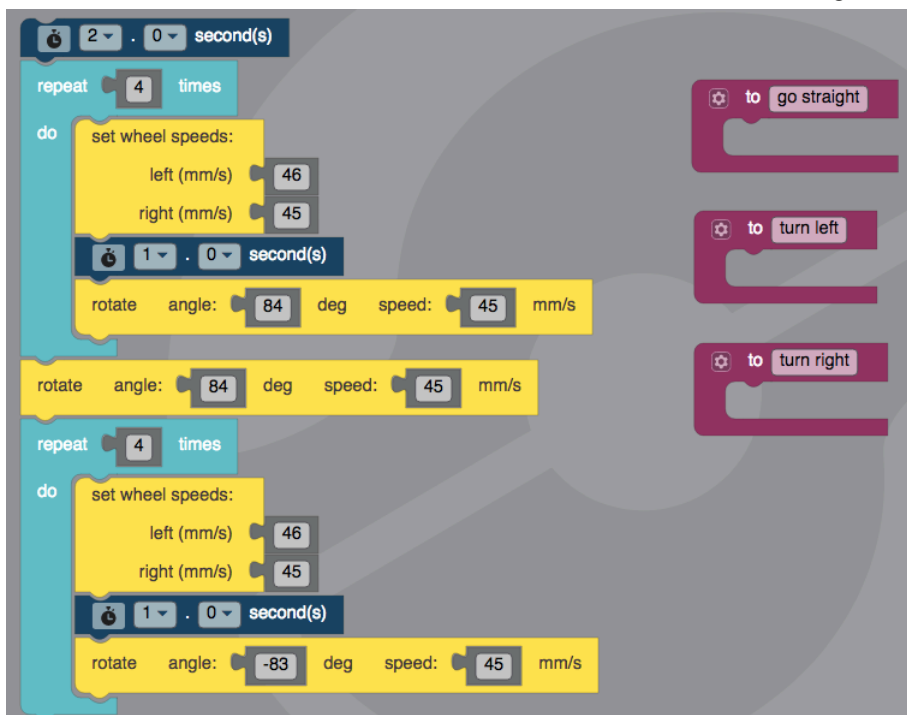 2 . 0 second(s)
repeat 4 times
do
set wheel speeds:
left (mm/s) 46
right (mm/s) 45
1 . 0 second(s)
rotate angle: 84 deg speed: 45 mm/s
rotate angle: 84 deg speed: 45 mm/s
repeat 4 times
do
set wheel speeds:
left (mm/s) 46
right (mm/s) 45
1 . 0 second(s)
rotate angle: -83 deg speed: 45 mm/s
to go straight
to turn left
to turn right